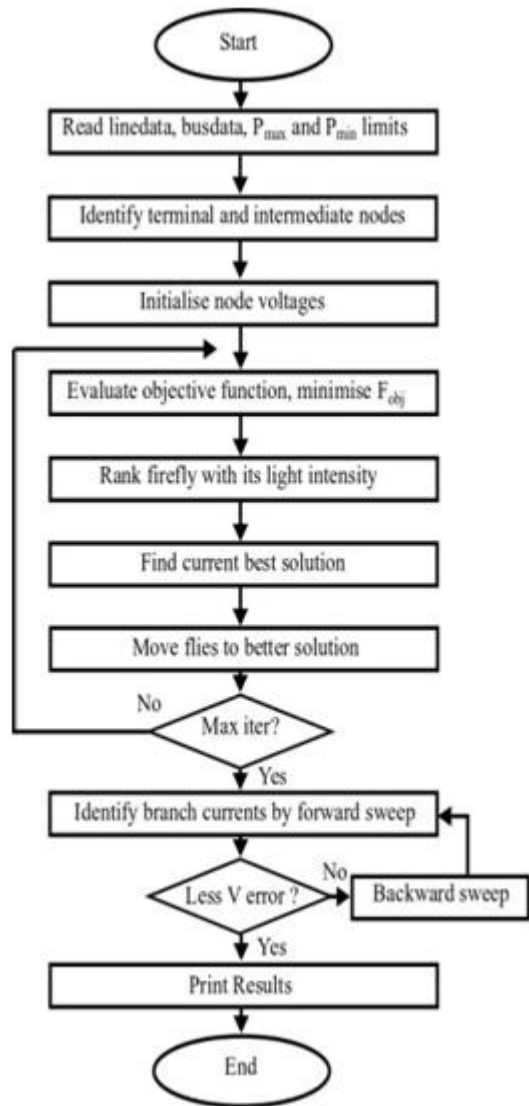 Start
Read linedata, busdata, Pmax and Pmin limits
Identify terminal and intermediate nodes
Initialise node voltages
Evaluate objective function, minimise Fobj
Rank firefly with its light intensity
Find current best solution
Move flies to better solution
No
Max iter?
Yes
Identify branch currents by forward sweep
No
Less V error ?
Backward sweep
Yes
Print Results
End